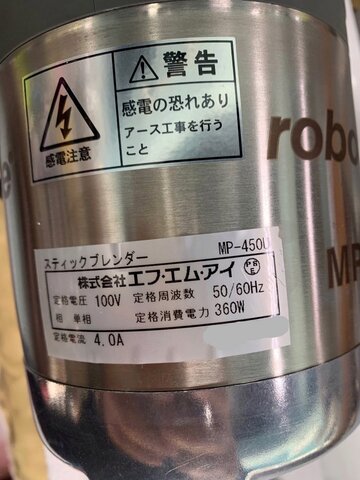 警告
感電の恐れあり
アース工事を行う
こと
感電注意
e
robo
MP
スティックブレンダー MP-450U
株式会社エフ・エム・アイ
定格電圧 100V 定格周波数 50/60Hz
相 単相 定格消費電力 360W
定格電流 4.0A